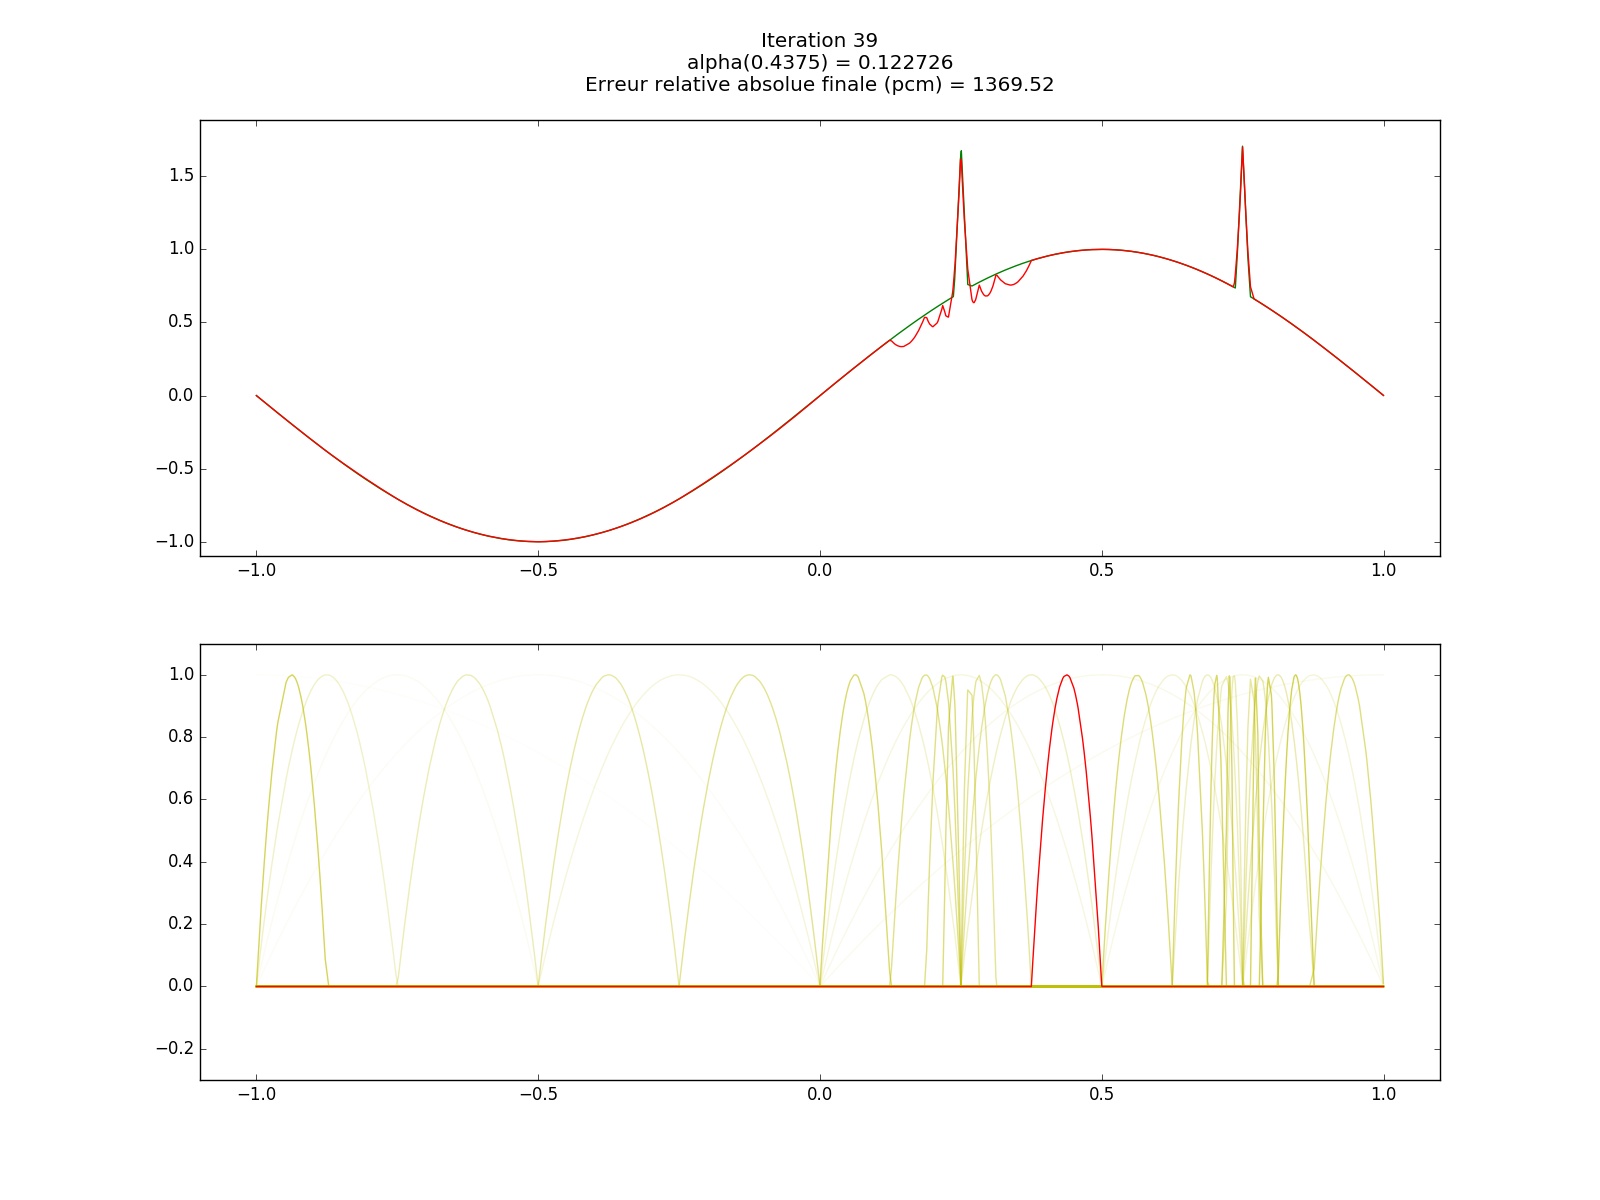 Iteration 39
alpha(0.4375) = 0.122726
Erreur relative absolue finale (pcm) = 1369.52
1.5
1.0
0.5
0.0
−0.5
−1.0
−1.0 −0.5 0.0 0.5 1.0
1.0
0.8
0.6
0.4
0.2
0.0
−0.2
−1.0 −0.5 0.0 0.5 1.0